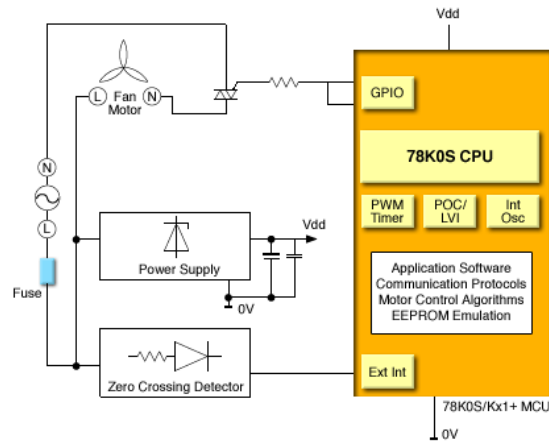 Vdd
L
Fan
Motor
N
GPIO
78K0S CPU
N
L
Fuse
PWM
Timer
POC/
LVI
Int
Osc
Vdd
Power Supply
0V
Application Software
Communication Protocols
Motor Control Algorithms
EEPROM Emulation
Zero Crossing Detector
Ext Int
78K0S/Kx1+ MCU
0V